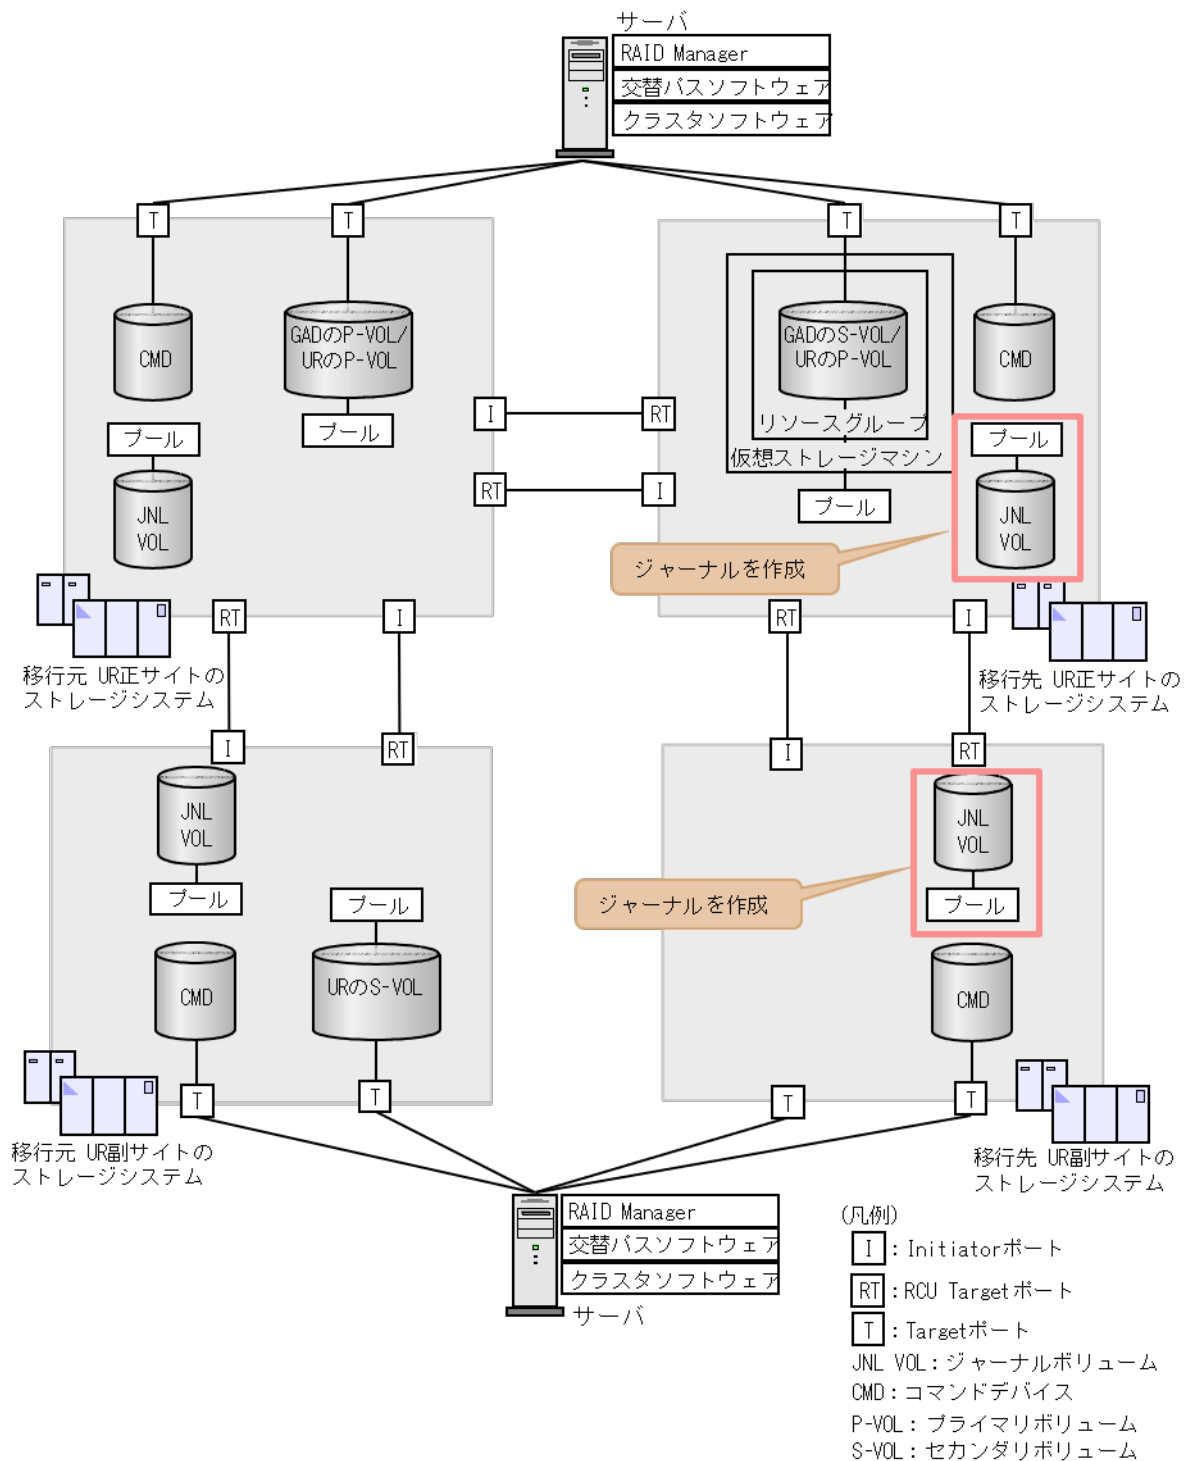 サーバ
RAID Manager
交替パスソフトウェア
クラスタソフトウェア
T
T
T
T
CMD
GADのP-VOL/
URのP-VOL
GADのS-VOL/
URのP-VOL
CMD
プール
プール
リソースグループ
仮想ストレージマシン
プール
プール
I
RT
RT
I
JNL
VOL
JNL
VOL
ジャーナルを作成
RT
I
RT
I
移行元 UR正サイトの
ストレージシステム
移行先 UR正サイトの
ストレージシステム
I
RT
I
RT
JNL
VOL
プール
プール
JNL
VOL
プール
ジャーナルを作成
CMD
URのS-VOL
CMD
T
T
T
T
移行元 UR副サイトの
ストレージシステム
移行先 UR副サイトの
ストレージシステム
RAID Manager
交替パスソフトウェア
クラスタソフトウェア
サーバ
(凡例)
I : Initiatorポート
RT : RCU Targetポート
T : Targetポート
JNL VOL : ジャーナルボリューム
CMD : コマンドデバイス
P-VOL : プライマリボリューム
S-VOL : セカンダリボリューム